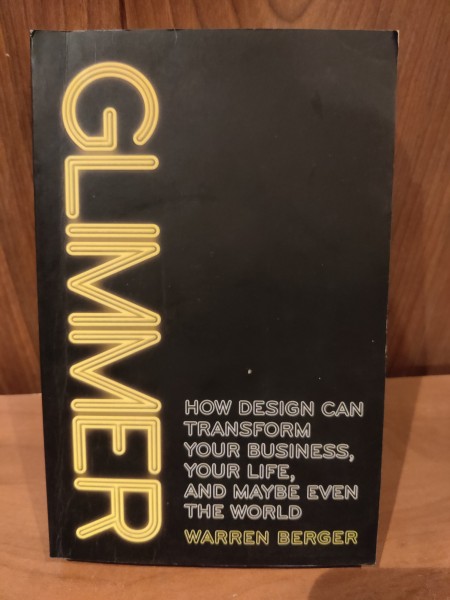 GLIMMER
HOW DESIGN CAN
TRANSFORM
YOUR BUSINESS,
YOUR LIFE,
AND MAYBE EVEN
THE WORLD
WARREN BERGER